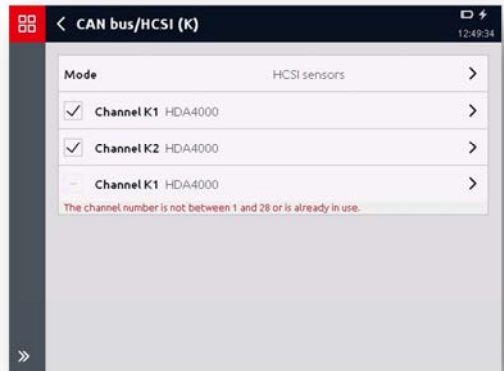 CAN bus/HCSI (K)
12:49:34
Mode HCSI sensors
Channel K1 HDA4000
Channel K2 HDA4000
Channel K1 HDA4000
The channel number is not between 1 and 28 or is already in use.